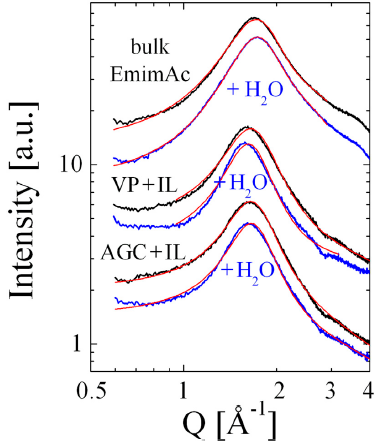 bulk
EmimAc
+ H₂O
10
VP+IL
+H₂O
AGC+IL
+ H₂O
1
0.5
1
2
3
4
Intensity [a.u.]
Q [Å⁻¹]